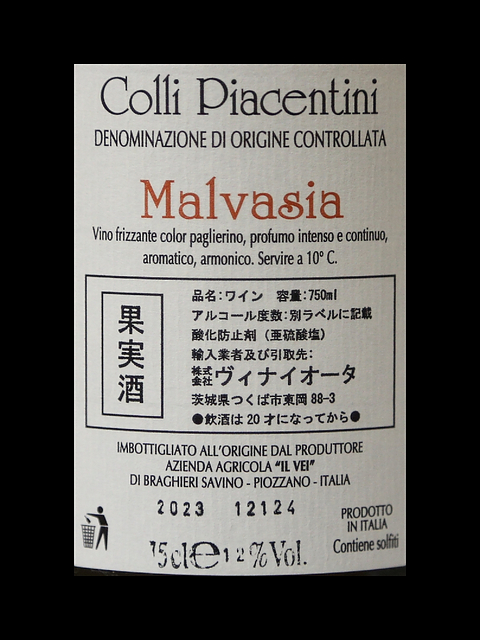 Colli Piacentini
DENOMINAZIONE DI ORIGINE CONTROLLATA
Malvasia
Vino frizzante color paglierino, profumo intenso e continuo,
aromatico, armonico. Servire a 10° C.
果実酒
品名:ワイン 容量:750ml
アルコール度数:別ラベルに記載
酸化防止剤(亜硫酸塩)
輸入業者及び引取先:
株式会社ヴィナイオータ
茨城県つくば市東岡 88-3
●飲酒は 20 才になってから●
IMBOTTIGLIATO ALL'ORIGINE DAL PRODUTTORE
AZIENDA AGRICOLA "IL VEI"
DI BRAGHIERI SAVINO - PIOZZANO - ITALIA
2023 12124
PRODOTTO
IN ITALIA
Contiene solfiti
75cl e 12% Vol.